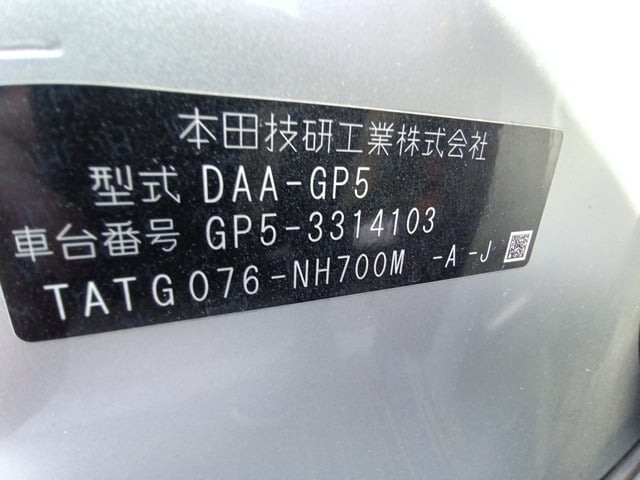 本田技研工業株式会社
型式 DAA-GP5
車台番号 GP5-3314103
TATG076-NH700M -A-J